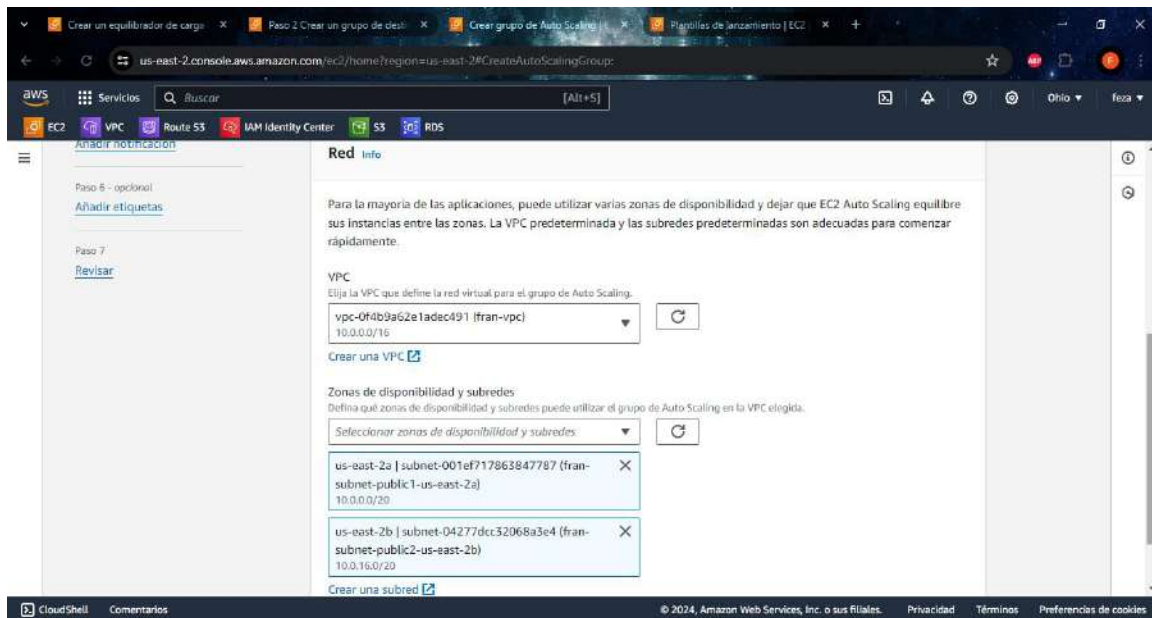 Crear un equilibrador de carga
Paso 2 Crear un grupo de desti
Crear grupo de Auto Scaling |
Plantillas de lanzamiento | EC2
us-east-2.console.aws.amazon.com/ec2/home?region=us-east-2#CreateAutoScalingGroup:
ABP
F
aws
Servicios
Buscar
[Alt+S]
Ohio
feza
EC2
VPC
Route 53
IAM Identity Center
S3
RDS
Añadir notificación
Paso 6 - opcional
Añadir etiquetas
Paso 7
Revisar
Red Info
Para la mayoría de las aplicaciones, puede utilizar varias zonas de disponibilidad y dejar que EC2 Auto Scaling equilibre
sus instancias entre las zonas. La VPC predeterminada y las subredes predeterminadas son adecuadas para comenzar
rápidamente.
VPC
Elija la VPC que define la red virtual para el grupo de Auto Scaling.
vpc-0f4b9a62e1adec491 (fran-vpc)
10.0.0.0/16
Crear una VPC
Zonas de disponibilidad y subredes
Defina qué zonas de disponibilidad y subredes puede utilizar el grupo de Auto Scaling en la VPC elegida.
Seleccionar zonas de disponibilidad y subredes
us-east-2a | subnet-001ef717863847787 (fran-
subnet-public1-us-east-2a)
10.0.0.0/20
us-east-2b | subnet-04277dcc32068a3e4 (fran-
subnet-public2-us-east-2b)
10.0.16.0/20
Crear una subred
CloudShell
Comentarios
© 2024, Amazon Web Services, Inc. o sus filiales.
Privacidad
Términos
Preferencias de cookies